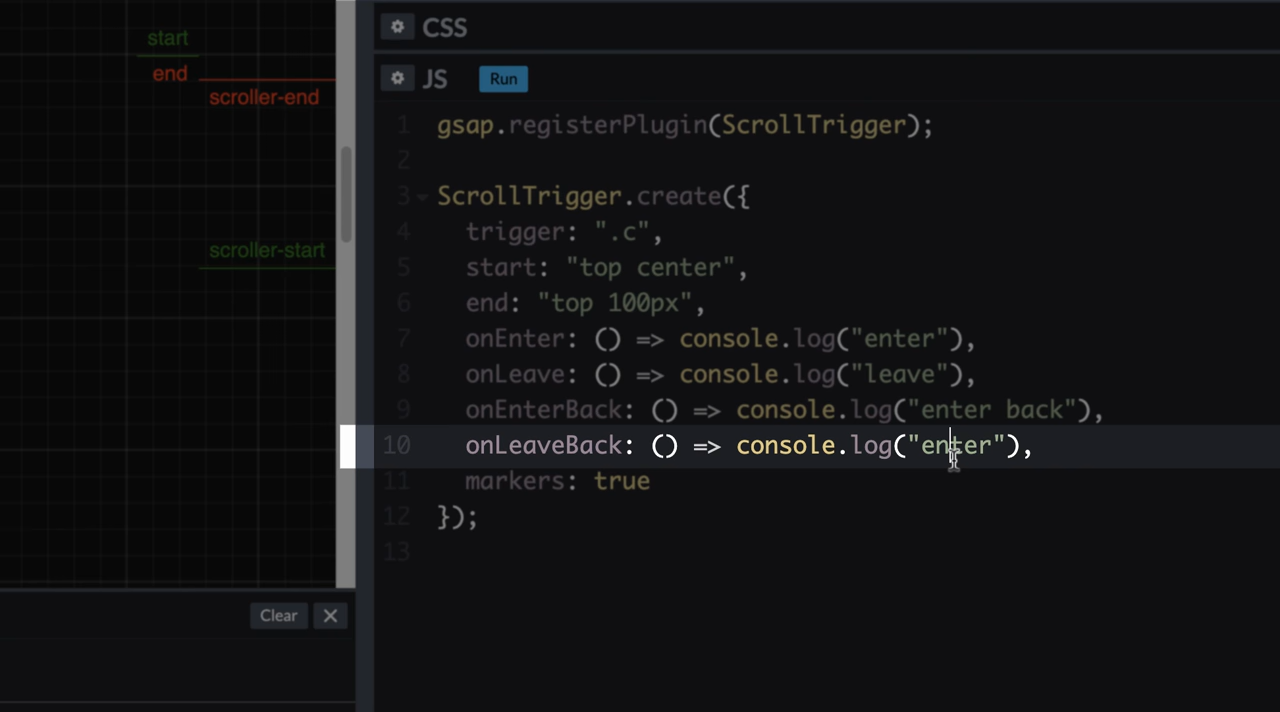 start
end
scroller-end
scroller-start
Clear ✕
CSS
JS Run
1 gsap.registerPlugin(ScrollTrigger);
2
3 ScrollTrigger.create({
4 trigger: ".c",
5 start: "top center",
6 end: "top 100px",
7 onEnter: () => console.log("enter"),
8 onLeave: () => console.log("leave"),
9 onEnterBack: () => console.log("enter back"),
10 onLeaveBack: () => console.log("enter"),
11 markers: true
12 });
13